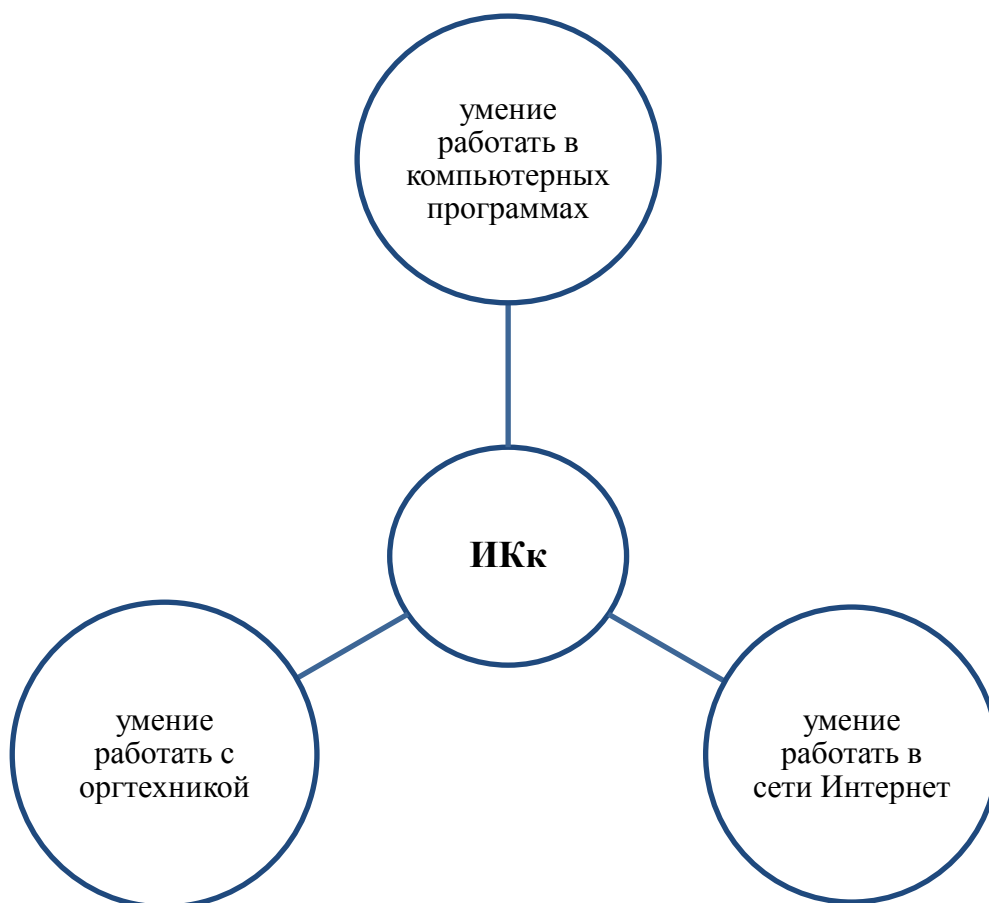 умение
работать в
компьютерных
программах
ИКк
умение
работать с
оргтехникой
умение
работать в
сети Интернет